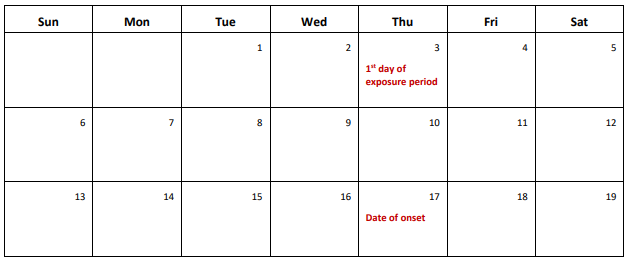 Sun Mon Tue Wed Thu Fri Sat
1 2 3 4 5
1st day of
exposure period
6 7 8 9 10 11 12
13 14 15 16 17 18 19
Date of onset